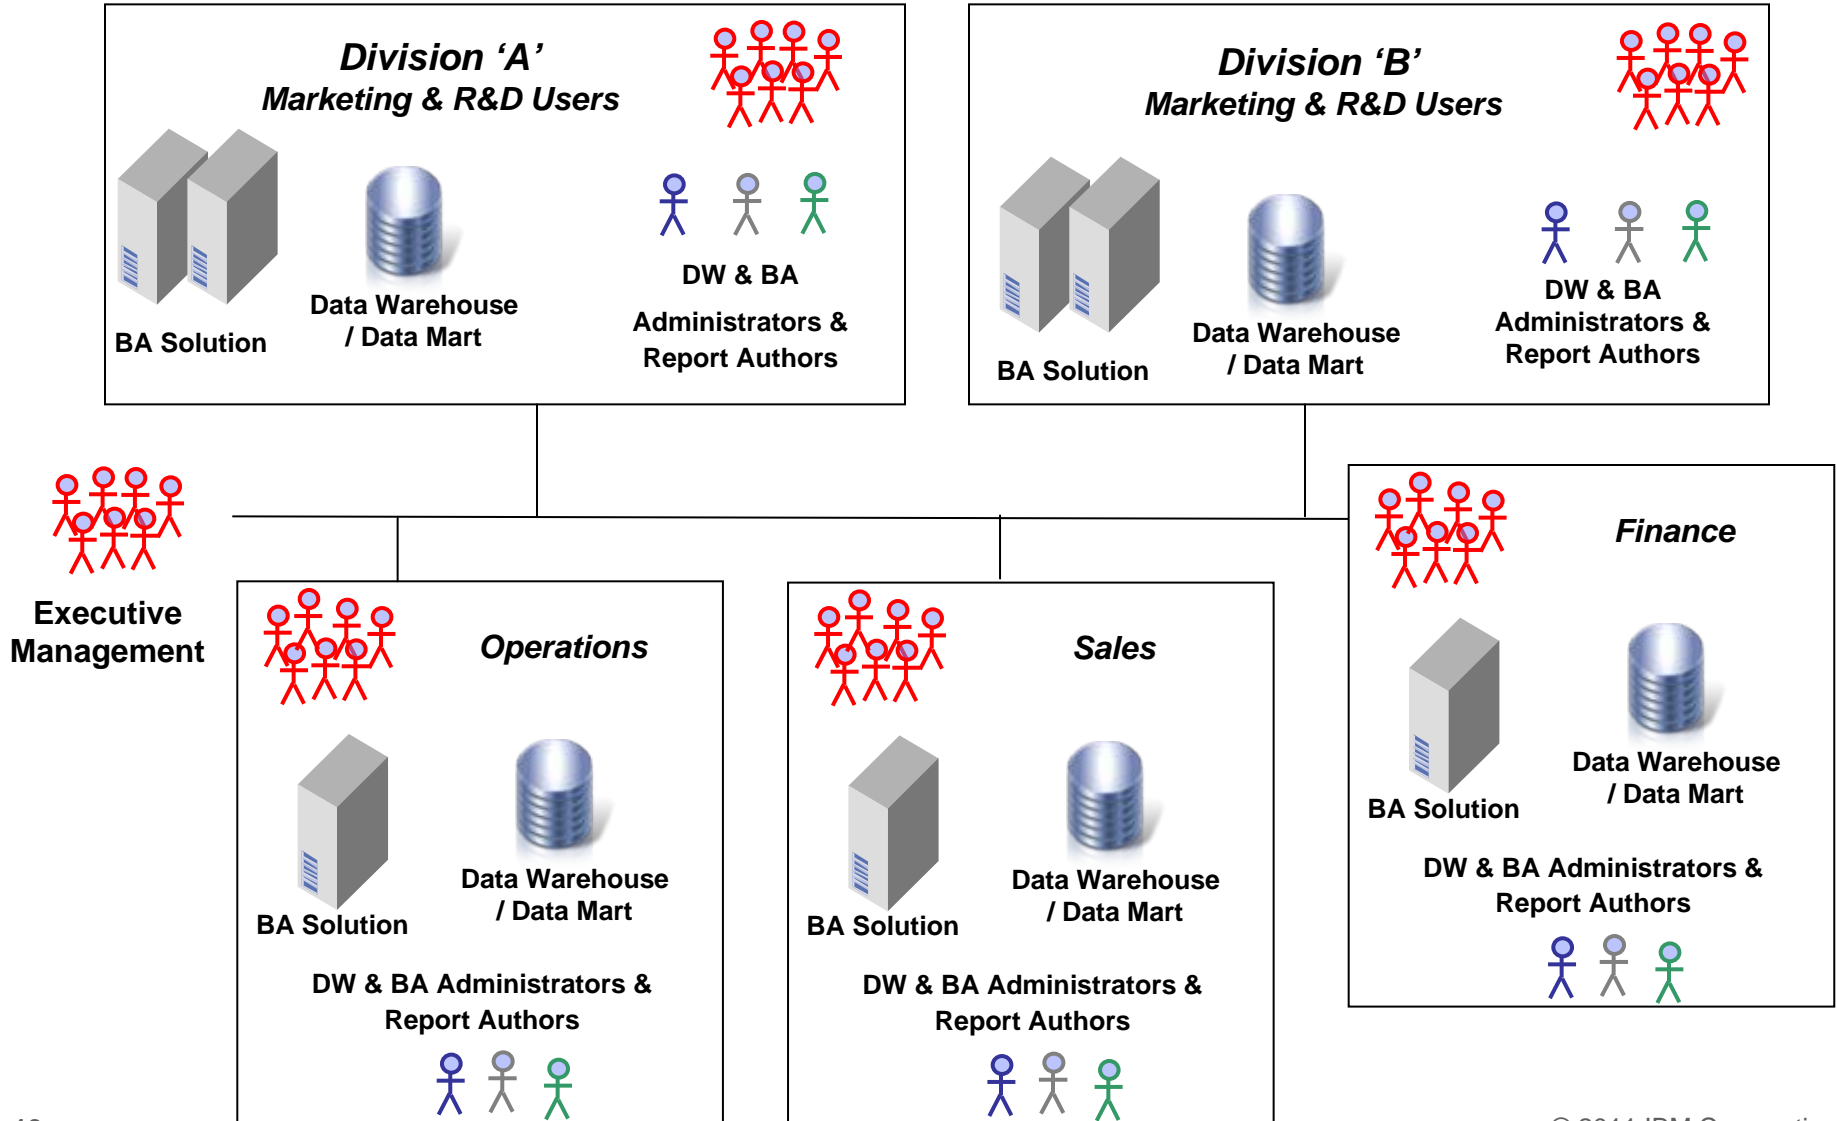 Division ‘A’
Marketing & R&D Users
BA Solution
Data Warehouse
/ Data Mart
DW & BA
Administrators &
Report Authors
Division ‘B’
Marketing & R&D Users
BA Solution
Data Warehouse
/ Data Mart
DW & BA
Administrators &
Report Authors
Executive
Management
Operations
BA Solution
Data Warehouse
/ Data Mart
DW & BA Administrators &
Report Authors
Sales
BA Solution
Data Warehouse
/ Data Mart
DW & BA Administrators &
Report Authors
Finance
BA Solution
Data Warehouse
/ Data Mart
DW & BA Administrators &
Report Authors
© 2011 IBM